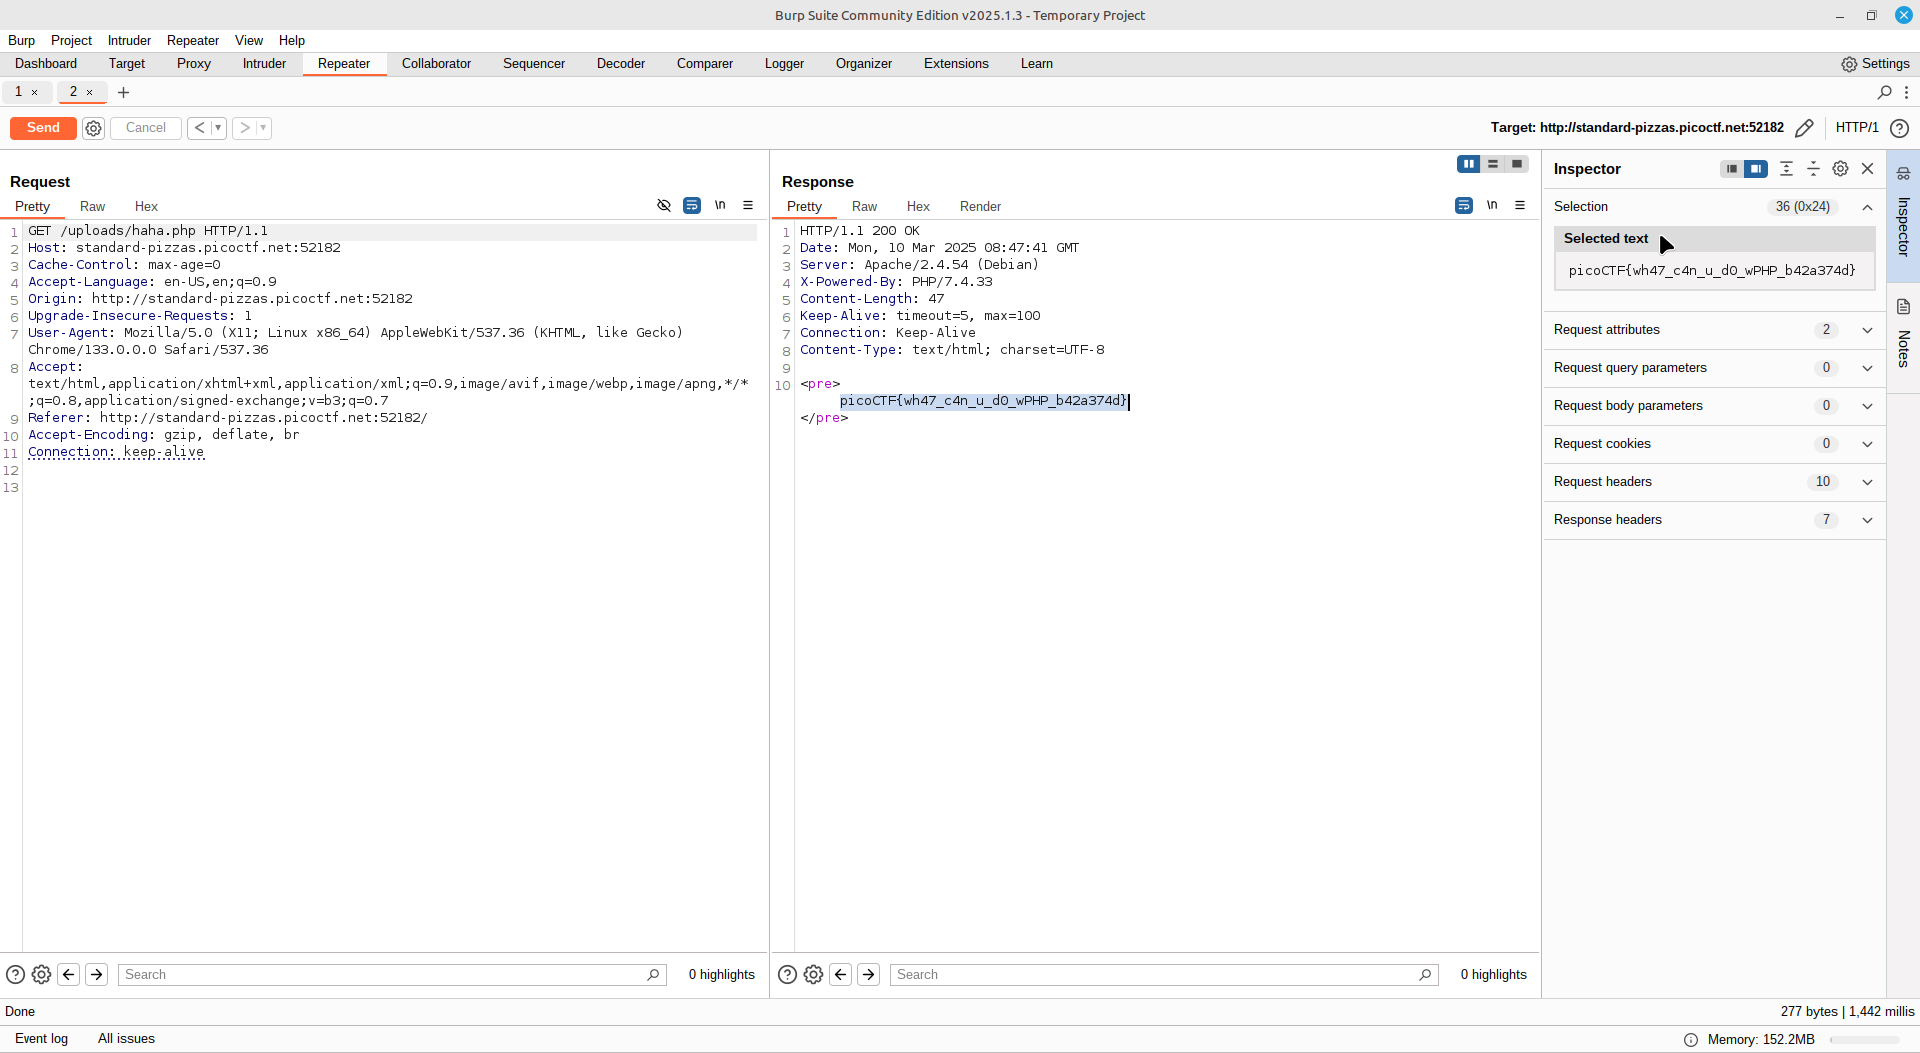 Burp Suite Community Edition v2025.1.3 - Temporary Project
Burp Project Intruder Repeater View Help
Dashboard Target Proxy Intruder Repeater Collaborator Sequencer Decoder Comparer Logger Organizer Extensions Learn Settings
1 × 2 × +
Send Cancel < > Target: http://standard-pizzas.picoctf.net:52182 HTTP/1
Request
Pretty Raw Hex \n
1 GET /uploads/haha.php HTTP/1.1
2 Host: standard-pizzas.picoctf.net:52182
3 Cache-Control: max-age=0
4 Accept-Language: en-US,en;q=0.9
5 Origin: http://standard-pizzas.picoctf.net:52182
6 Upgrade-Insecure-Requests: 1
7 User-Agent: Mozilla/5.0 (X11; Linux x86_64) AppleWebKit/537.36 (KHTML, like Gecko)
Chrome/133.0.0.0 Safari/537.36
8 Accept:
text/html,application/xhtml+xml,application/xml;q=0.9,image/avif,image/webp,image/apng,*/*
;q=0.8,application/signed-exchange;v=b3;q=0.7
9 Referer: http://standard-pizzas.picoctf.net:52182/
10 Accept-Encoding: gzip, deflate, br
11 Connection: keep-alive
12
13
Search 0 highlights
Response
Pretty Raw Hex Render \n
1 HTTP/1.1 200 OK
2 Date: Mon, 10 Mar 2025 08:47:41 GMT
3 Server: Apache/2.4.54 (Debian)
4 X-Powered-By: PHP/7.4.33
5 Content-Length: 47
6 Keep-Alive: timeout=5, max=100
7 Connection: Keep-Alive
8 Content-Type: text/html; charset=UTF-8
9
10 <pre>
picoCTF{wh47_c4n_u_d0_wPHP_b42a374d}
</pre>
Search 0 highlights
Inspector
Selection 36 (0x24)
Selected text
picoCTF{wh47_c4n_u_d0_wPHP_b42a374d}
Request attributes 2
Request query parameters 0
Request body parameters 0
Request cookies 0
Request headers 10
Response headers 7
Inspector
Notes
Done 277 bytes | 1,442 millis
Event log All issues Memory: 152.2MB